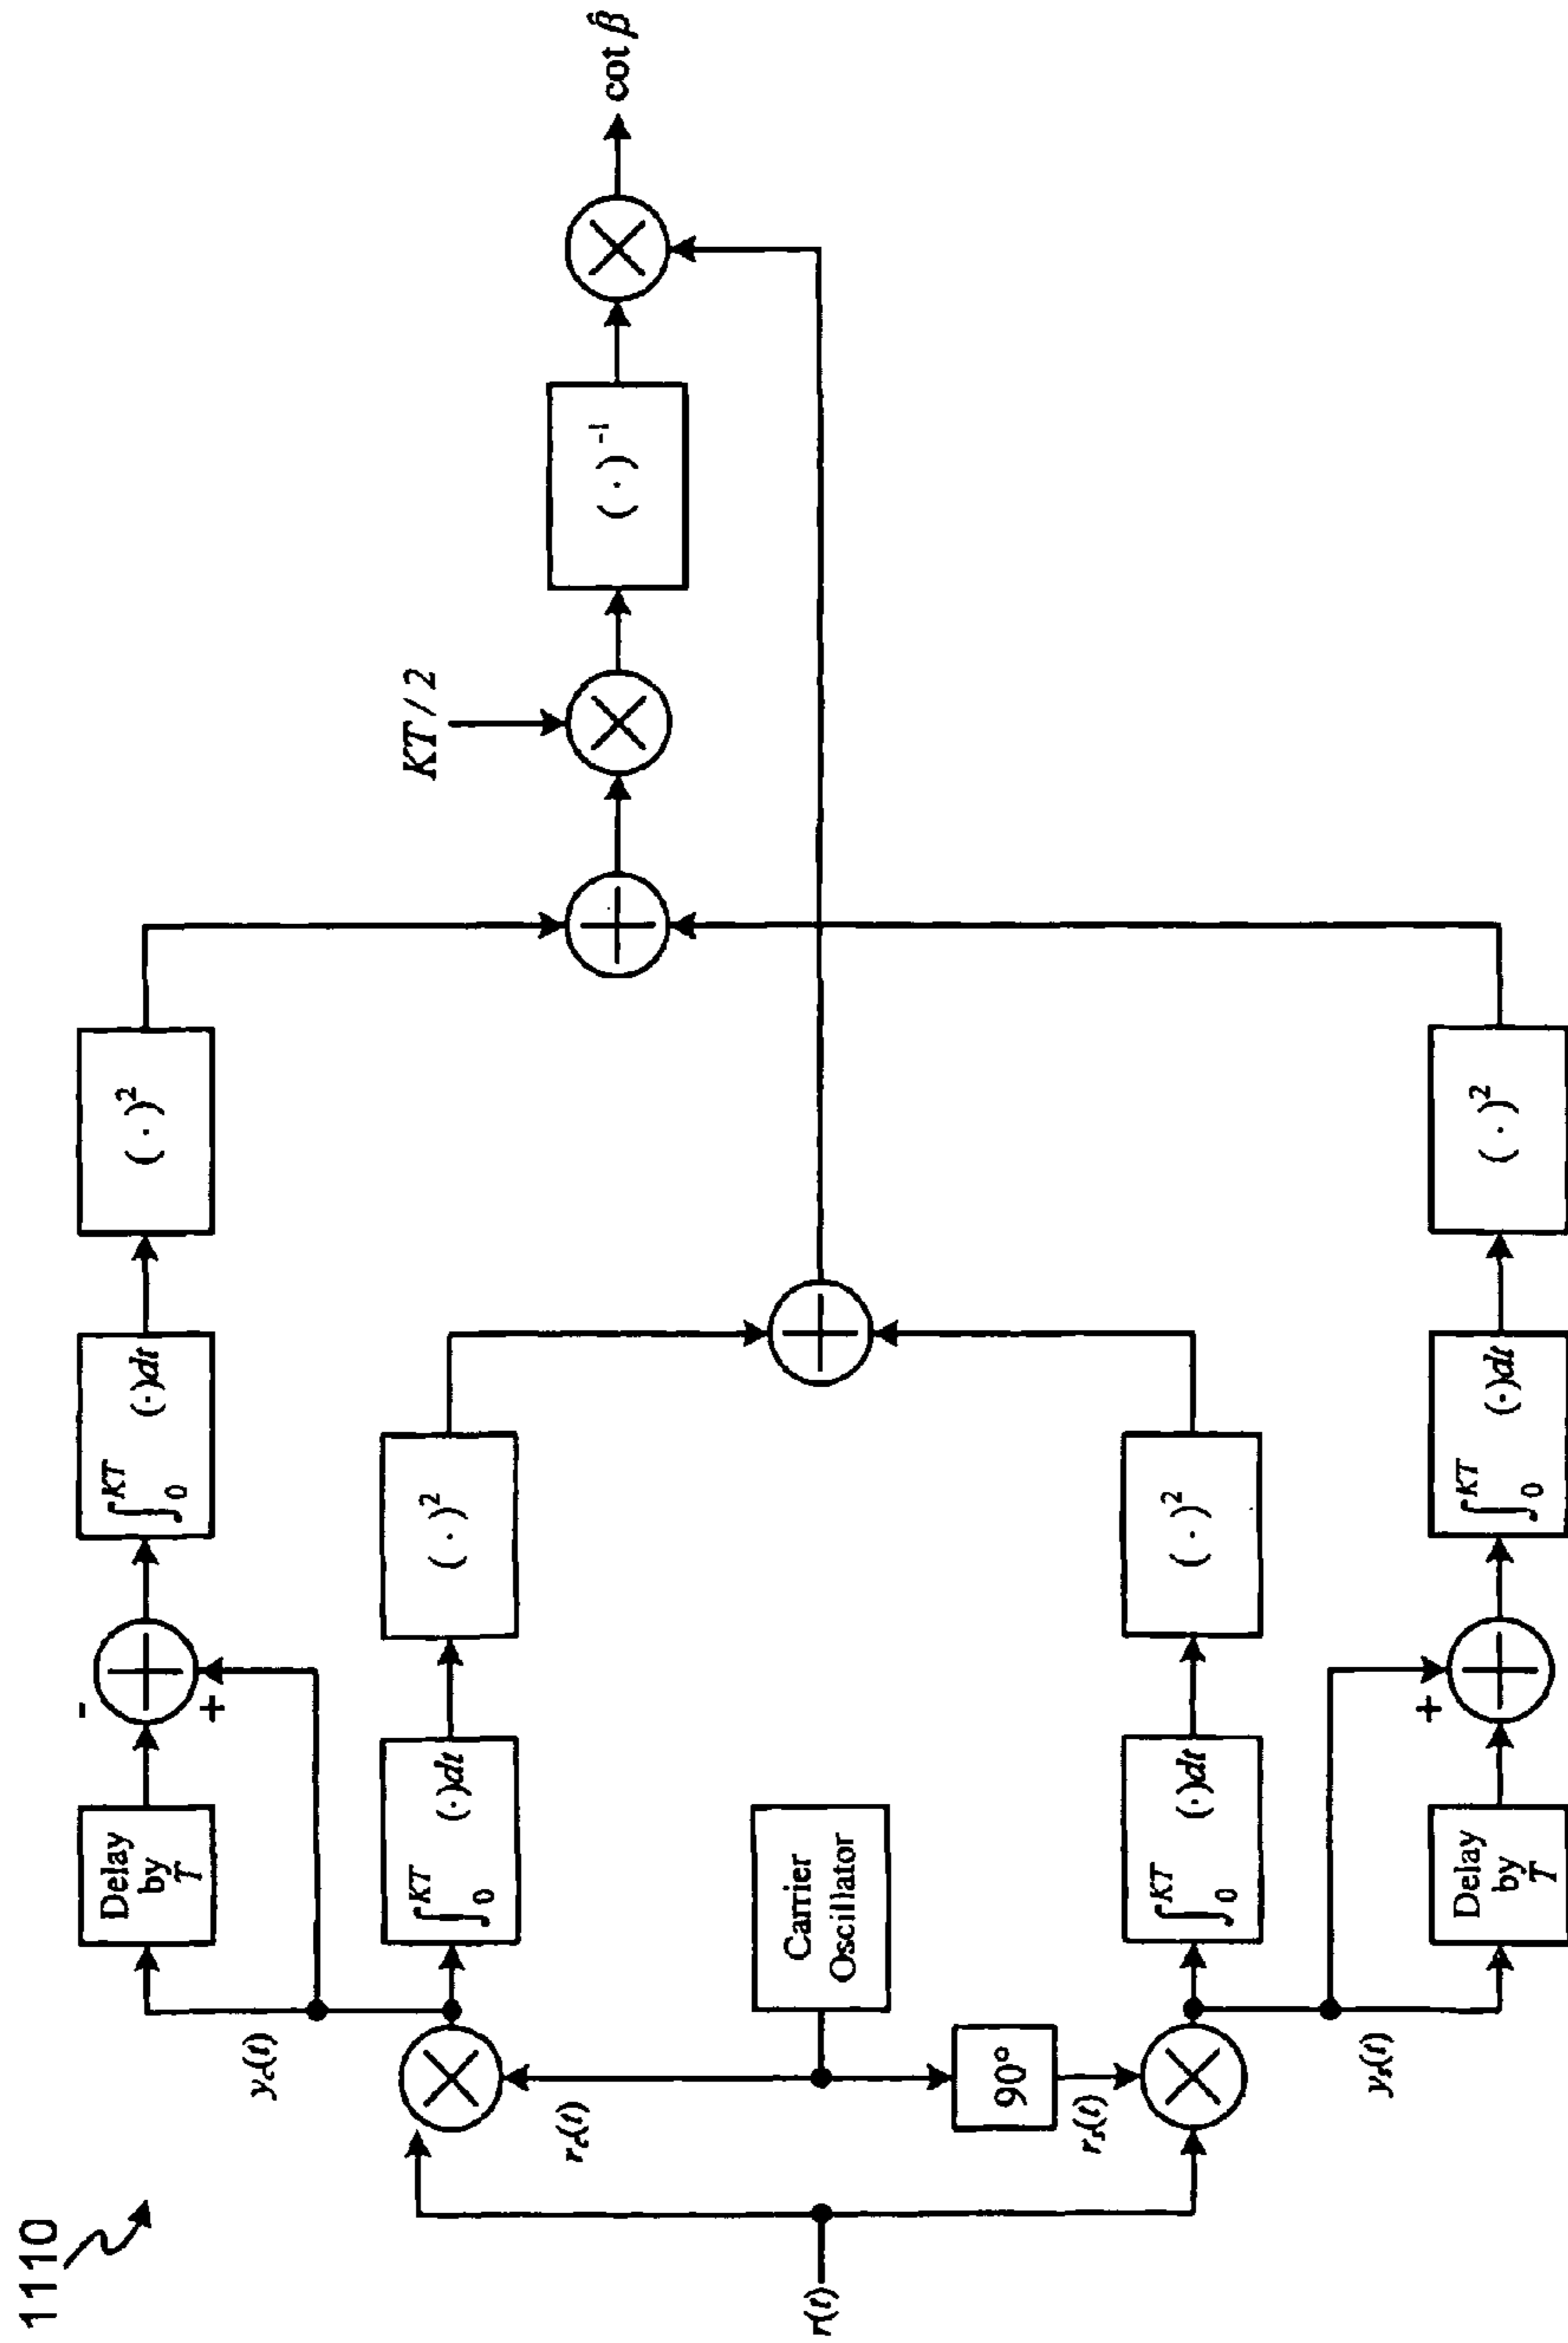 1110
r(t)
r_c(t)
r_s(t)
90°
Carrier
Oscillator
y_c(t)
y_s(t)
Delay
by
T
-
+
∫_0^{KT} (·)dt
(·)^2
∫_0^{KT} (·)dt
(·)^2
∫_0^{KT} (·)dt
(·)^2
Delay
by
T
+
∫_0^{KT} (·)dt
(·)^2
KT / 2
(·)^{-1}
cot β̂